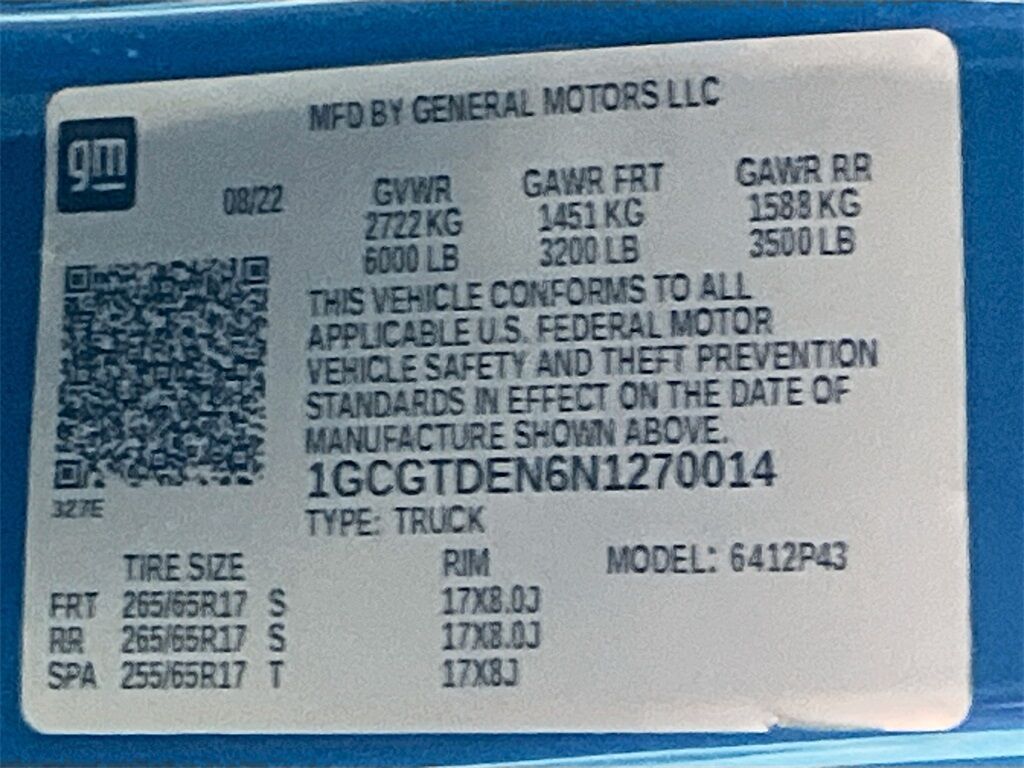 MFD BY GENERAL MOTORS LLC
gm
08/22 GVWR GAWR FRT GAWR RR
2722 KG 1451 KG 1588 KG
6000 LB 3200 LB 3500 LB
THIS VEHICLE CONFORMS TO ALL
APPLICABLE U.S. FEDERAL MOTOR
VEHICLE SAFETY AND THEFT PREVENTION
STANDARDS IN EFFECT ON THE DATE OF
MANUFACTURE SHOWN ABOVE.
1GCGTDEN6N1270014
327E
TYPE: TRUCK
TIRE SIZE RIM MODEL: 6412P43
FRT 265/65R17 S 17X8.0J
RR 265/65R17 S 17X8.0J
SPA 255/65R17 T 17X8J